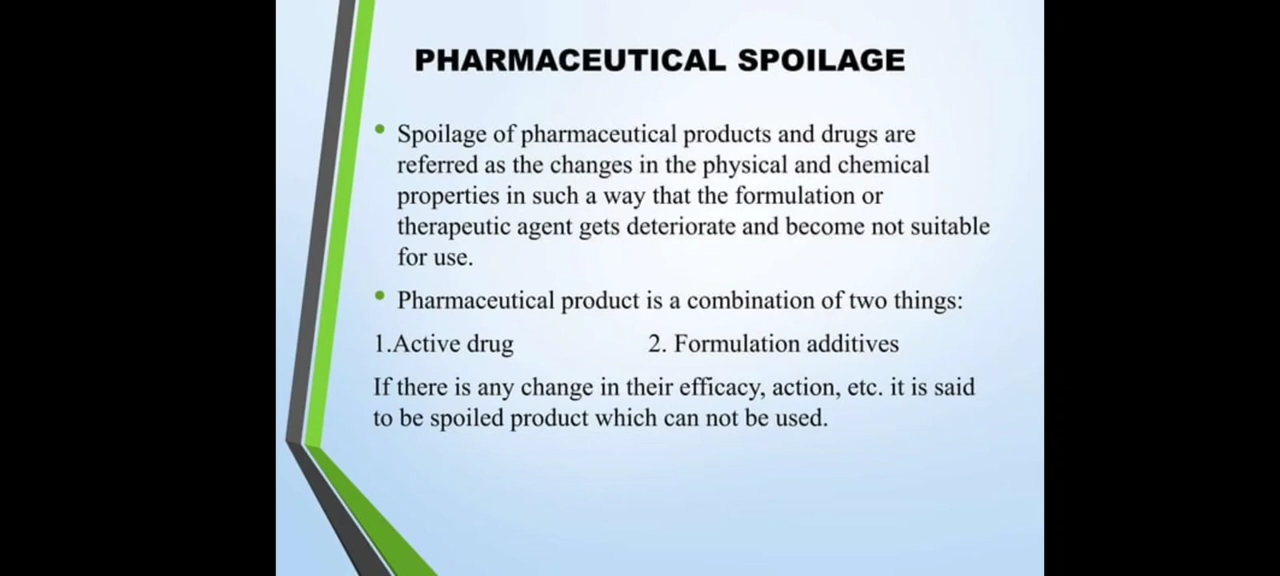 PHARMACEUTICAL SPOILAGE
• Spoilage of pharmaceutical products and drugs are
referred as the changes in the physical and chemical
properties in such a way that the formulation or
therapeutic agent gets deteriorate and become not suitable
for use.
• Pharmaceutical product is a combination of two things:
1.Active drug 2. Formulation additives
If there is any change in their efficacy, action, etc. it is said
to be spoiled product which can not be used.